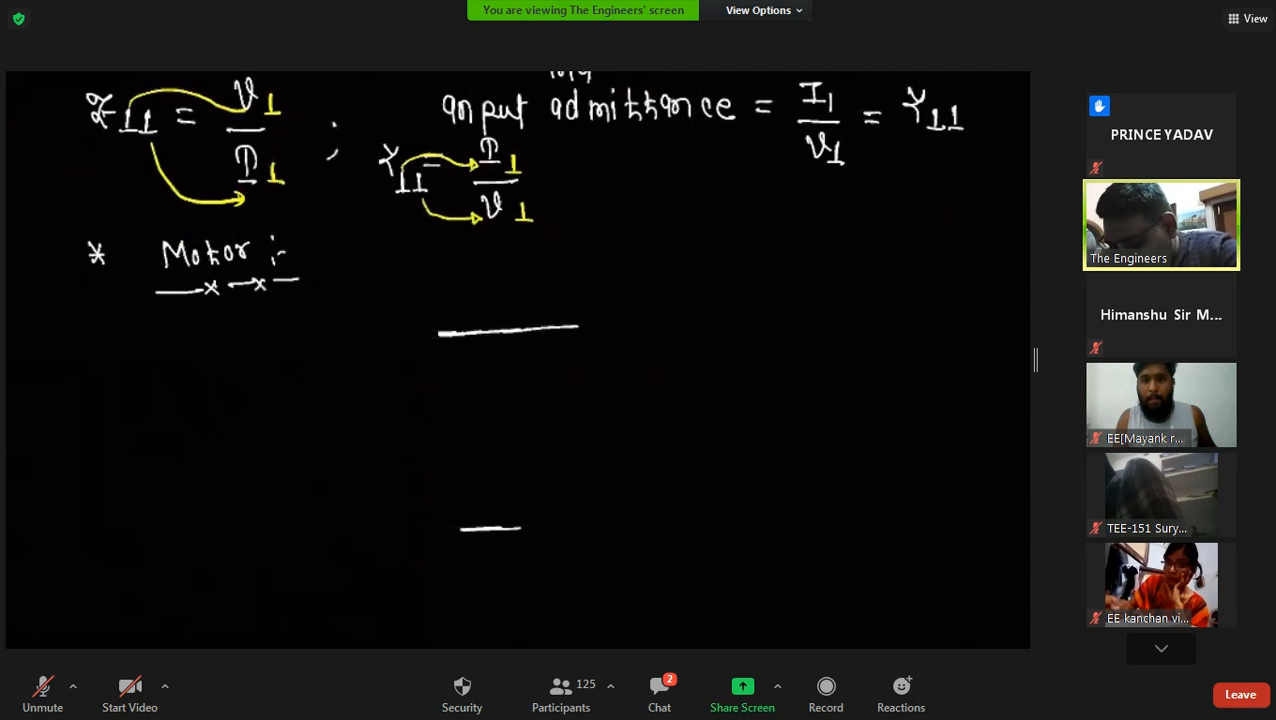 You are viewing The Engineers' screen
View Options
View
Z11 = V1 / I1 ;
Input admittance = I1 / V1 = Y11
Y11 = I1 / V1
* Motor :-
PRINCE YADAV
The Engineers
Himanshu Sir M...
EE[Mayank r...
TEE-151 Sury...
EE kanchan vi...
Unmute
Start Video
Security
Participants
125
Chat
2
Share Screen
Record
Reactions
Leave